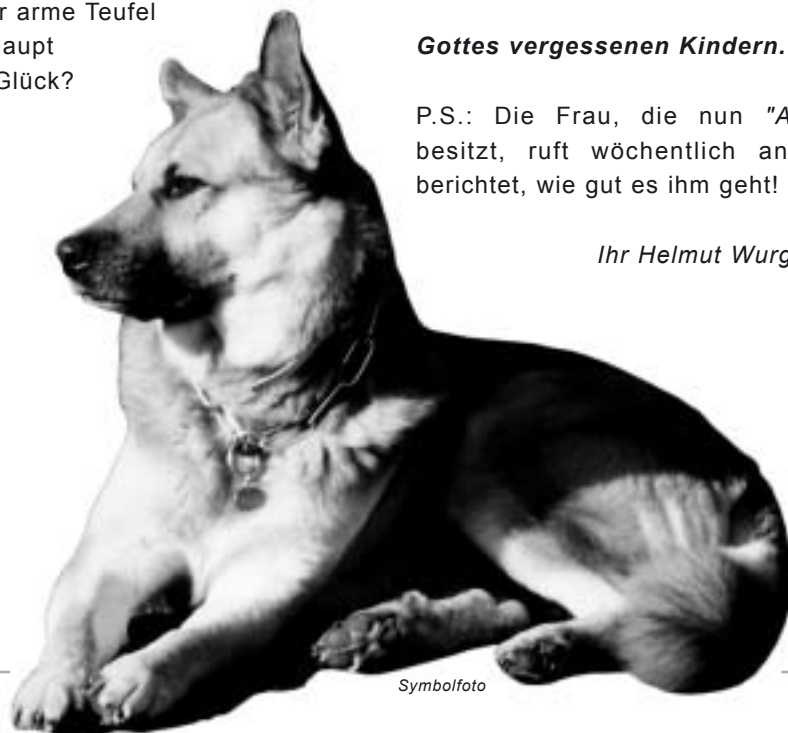 r arme Teufel
aupt
Glück?
Gottes vergessenen Kindern.
P.S.: Die Frau, die nun "A
besitzt, ruft wöchentlich an
berichtet, wie gut es ihm geht!
Ihr Helmut Wurg
Symbolfoto